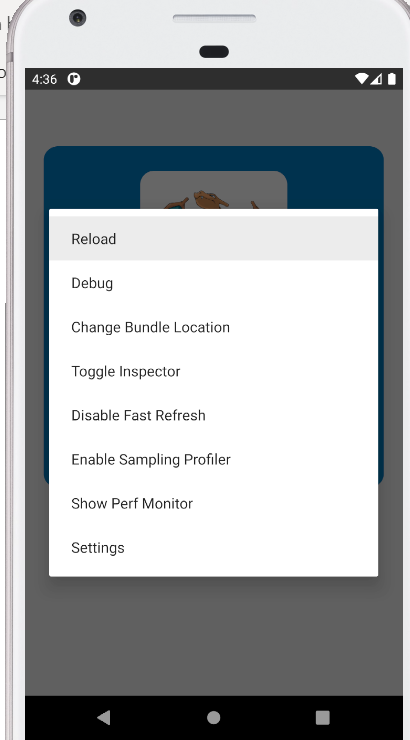 4:36
Reload
Debug
Change Bundle Location
Toggle Inspector
Disable Fast Refresh
Enable Sampling Profiler
Show Perf Monitor
Settings